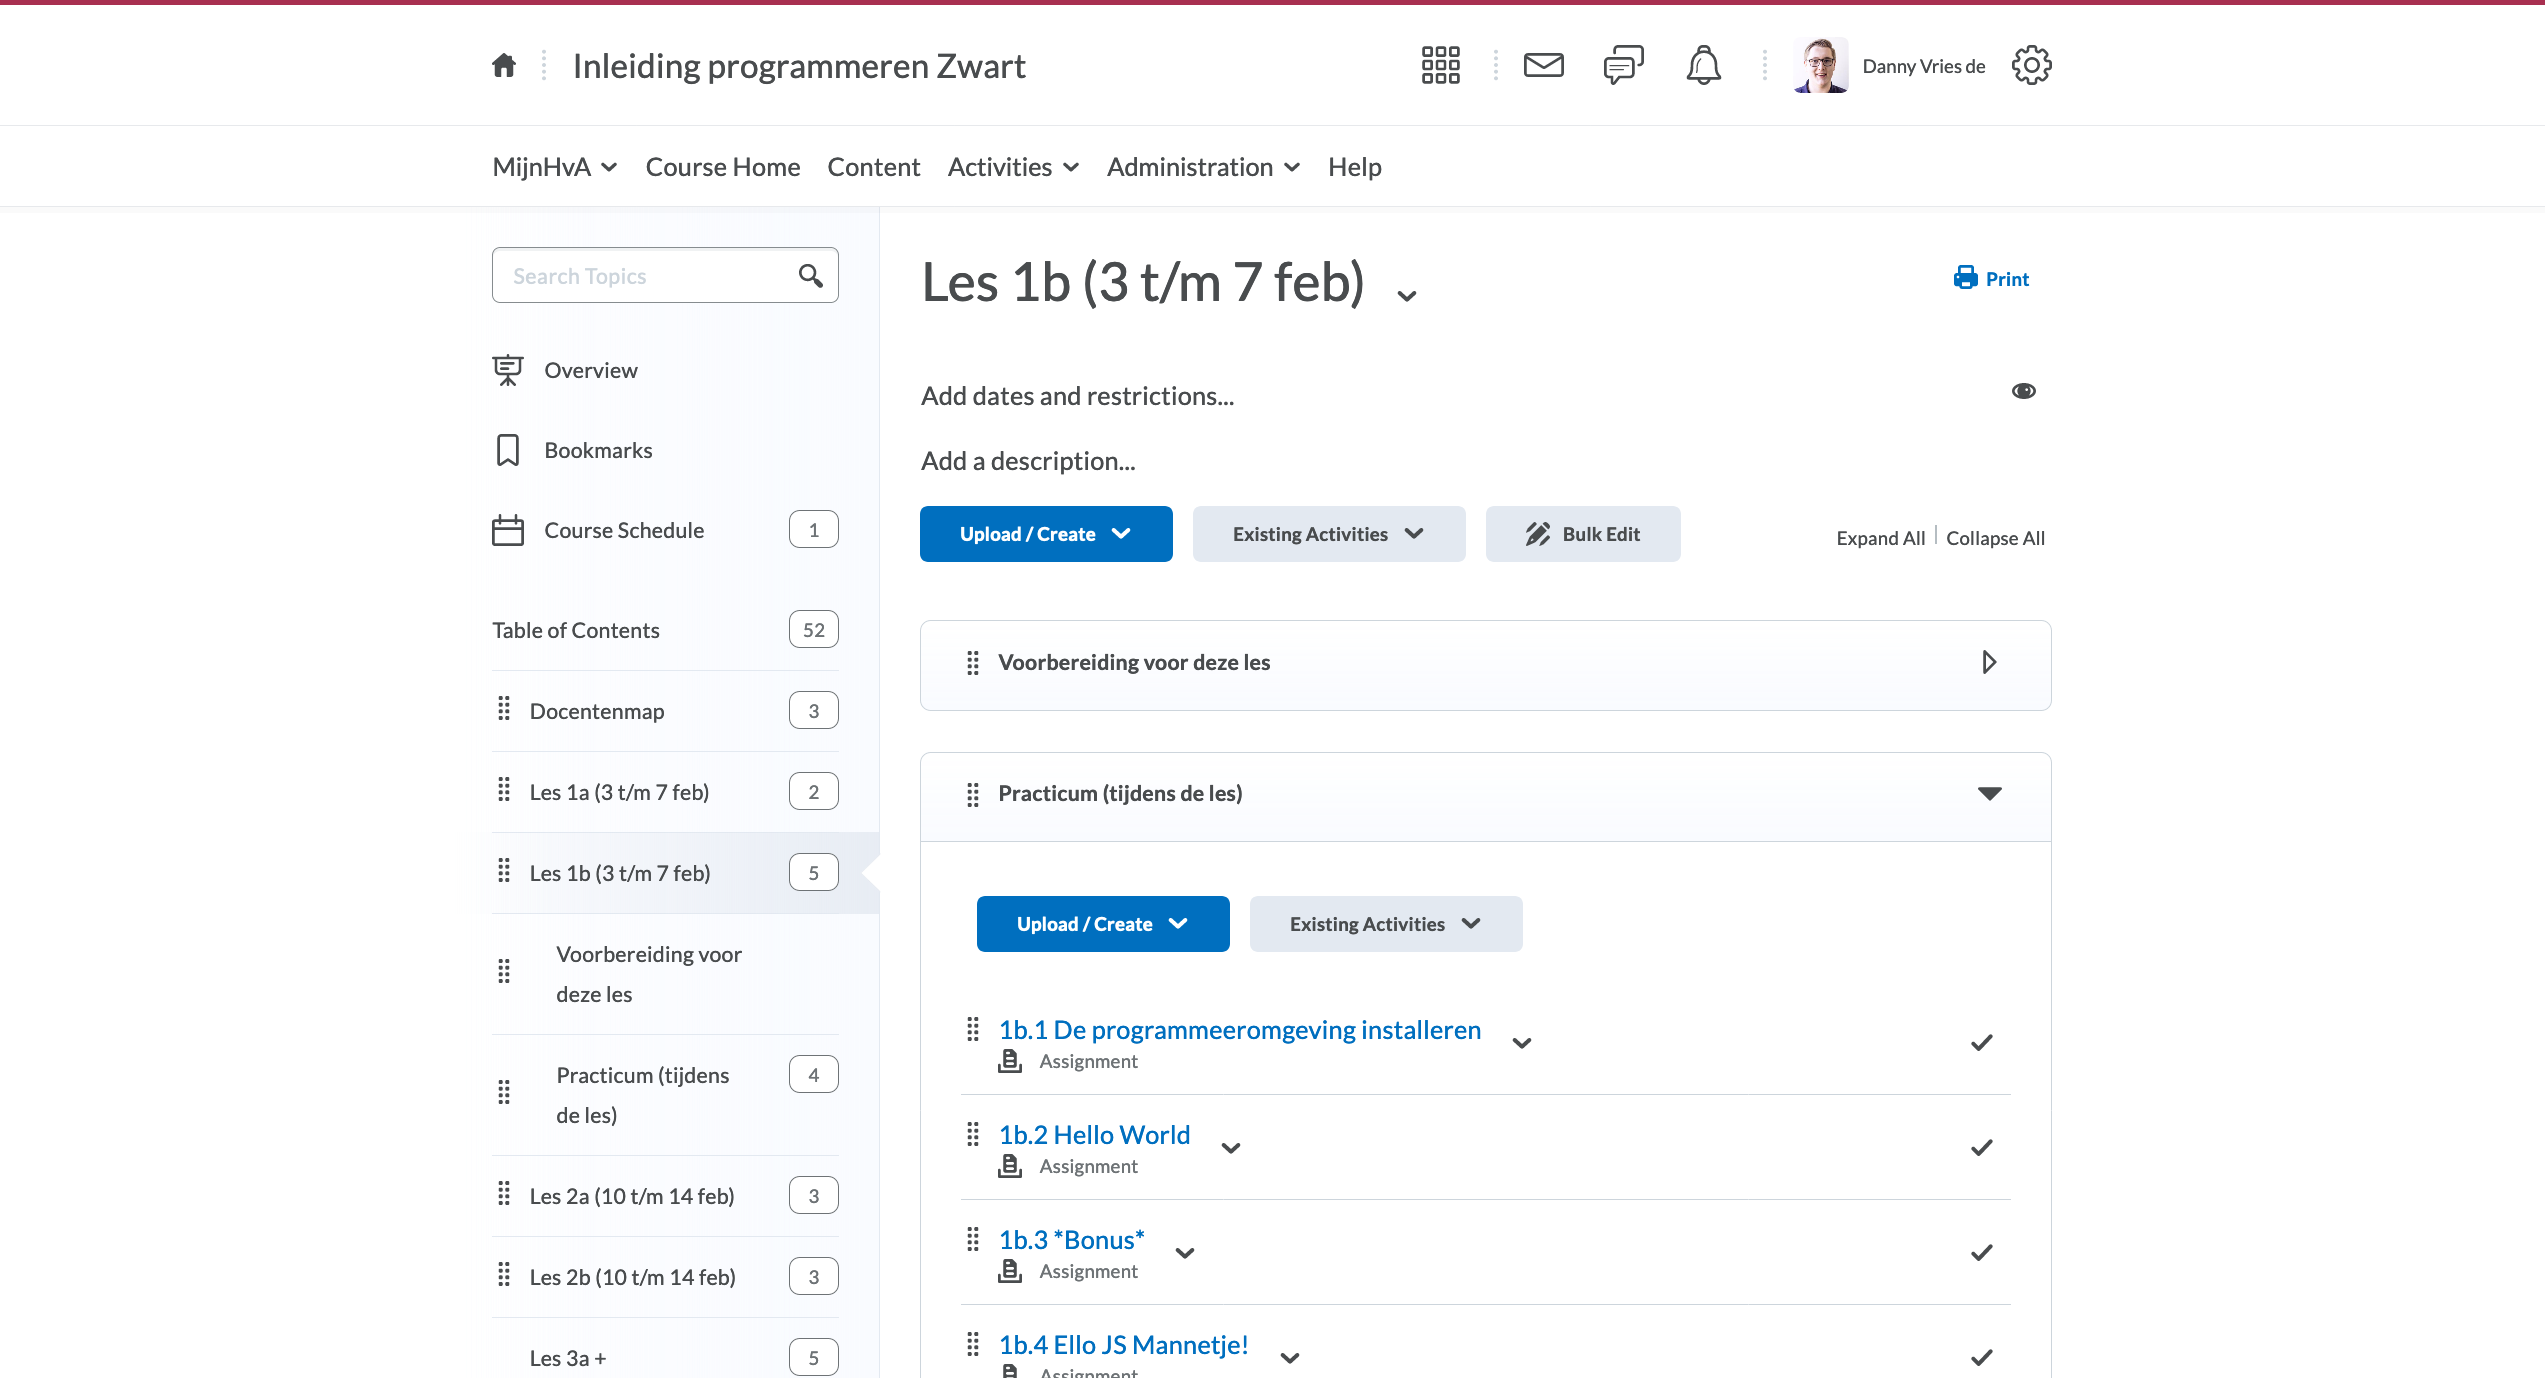 Inleiding programmeren Zwart
Danny Vries de
MijnHvA Course Home Content Activities Administration Help
Search Topics
Overview
Bookmarks
Course Schedule 1
Table of Contents 52
Docentenmap 3
Les 1a (3 t/m 7 feb) 2
Les 1b (3 t/m 7 feb) 5
Voorbereiding voor
deze les
Practicum (tijdens 4
de les)
Les 2a (10 t/m 14 feb) 3
Les 2b (10 t/m 14 feb) 3
Les 3a + 5
Les 1b (3 t/m 7 feb)
Print
Add dates and restrictions...
Add a description...
Upload / Create Existing Activities Bulk Edit
Expand All Collapse All
Voorbereiding voor deze les
Practicum (tijdens de les)
Upload / Create Existing Activities
1b.1 De programmeeromgeving installeren
Assignment
1b.2 Hello World
Assignment
1b.3 *Bonus*
Assignment
1b.4 Ello JS Mannetje!
Assignment